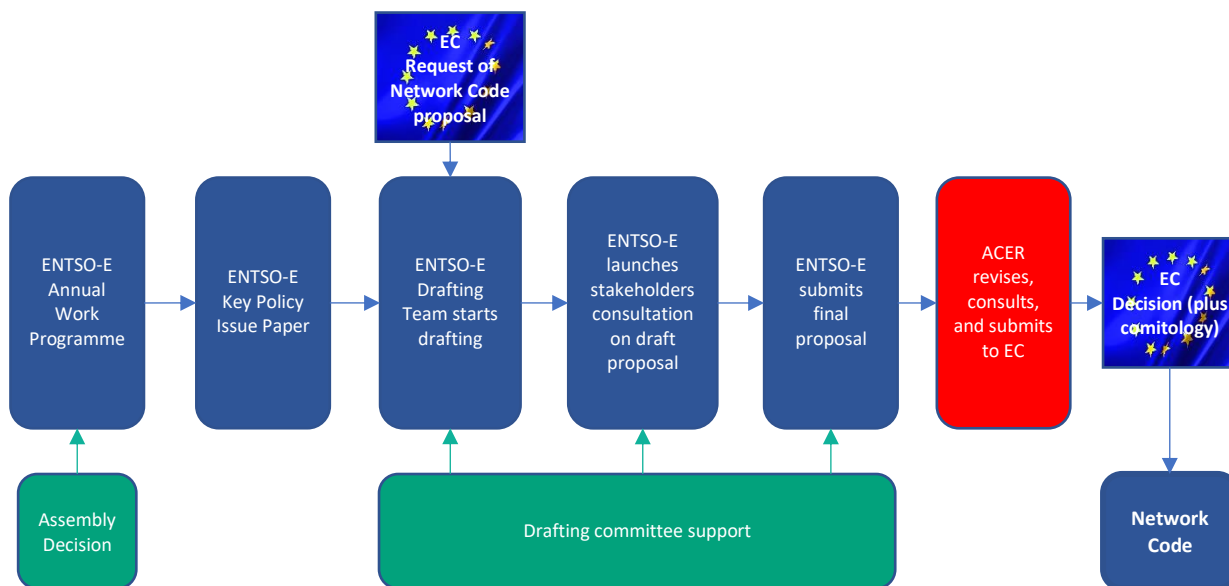 EC
Request of
Network Code
proposal
ENTSO-E
Annual
Work
Programme
ENTSO-E
Key Policy
Issue Paper
ENTSO-E
Drafting
Team starts
drafting
ENTSO-E
launches
stakeholders
consultation
on draft
proposal
ENTSO-E
submits
final
proposal
ACER
revises,
consults,
and submits
to EC
EC
Decision (plus
comitology)
Assembly
Decision
Drafting committee support
Network
Code